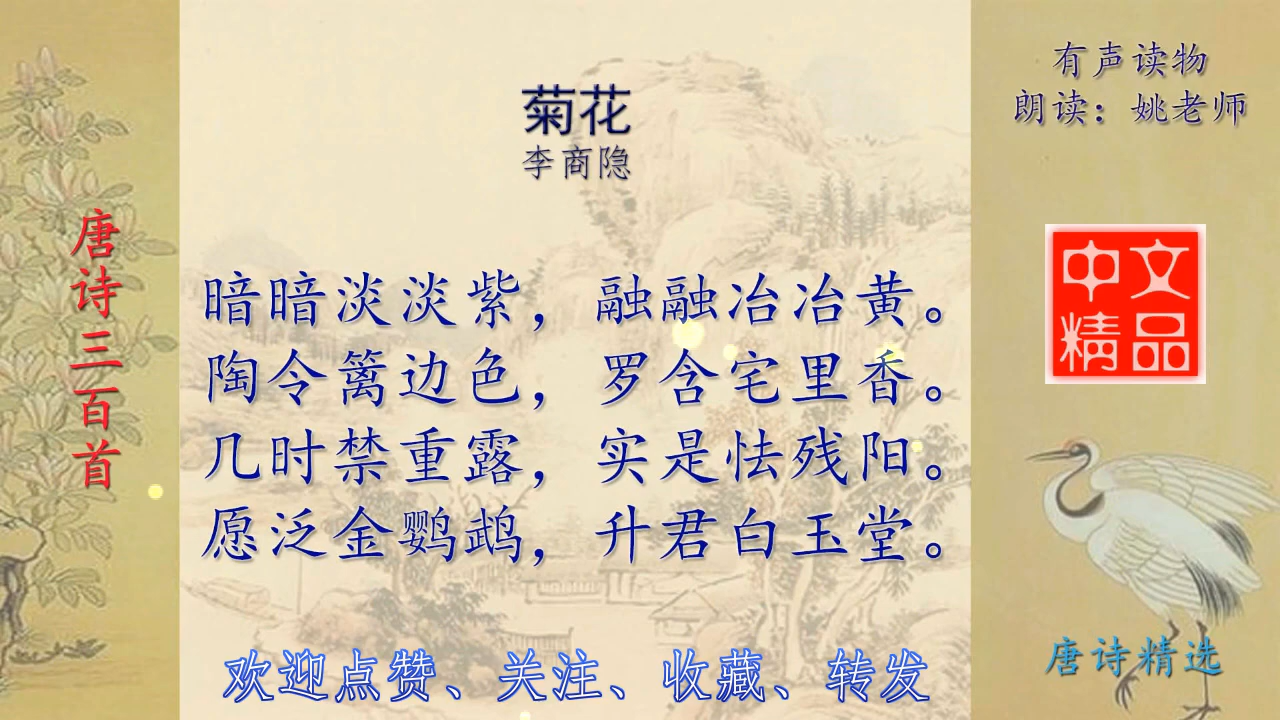 唐诗三百首
菊花
李商隐
暗暗淡淡紫，融融冶冶黄。
陶令篱边色，罗含宅里香。
几时禁重露，实是怯残阳。
愿泛金鹦鹉，升君白玉堂。
欢迎点赞、关注、收藏、转发
有声读物
朗读：姚老师
中文
精品
唐诗精选